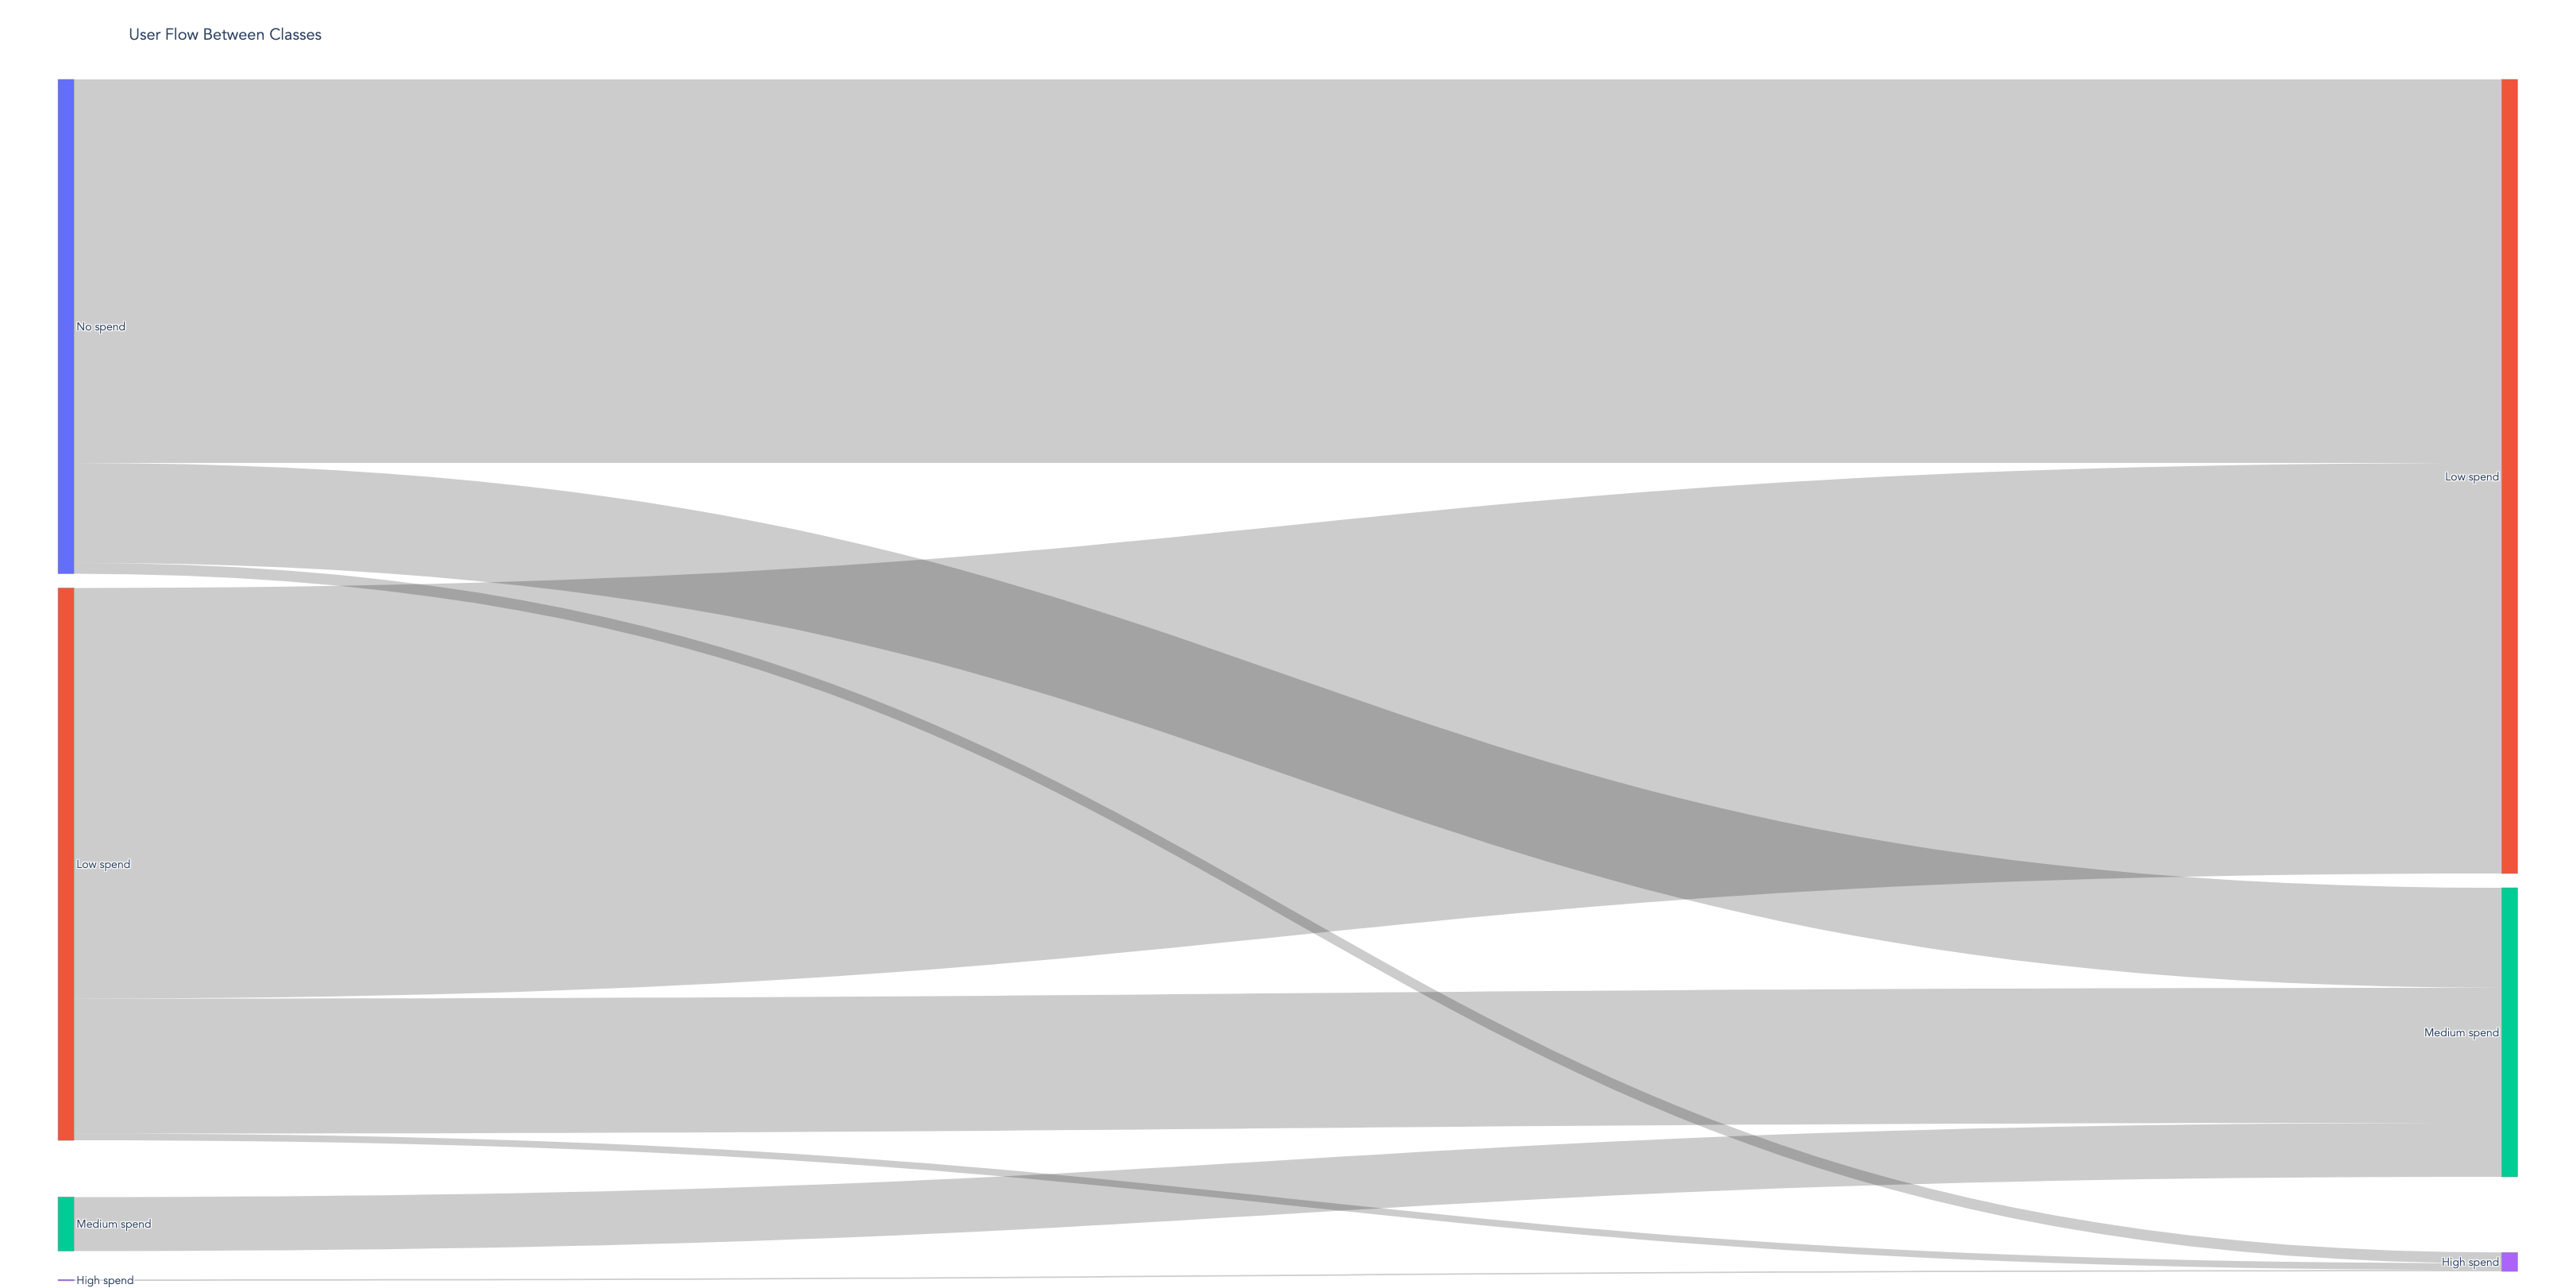 User Flow Between Classes
No spend
Low spend
Low spend
Medium spend
Medium spend
High spend
High spend